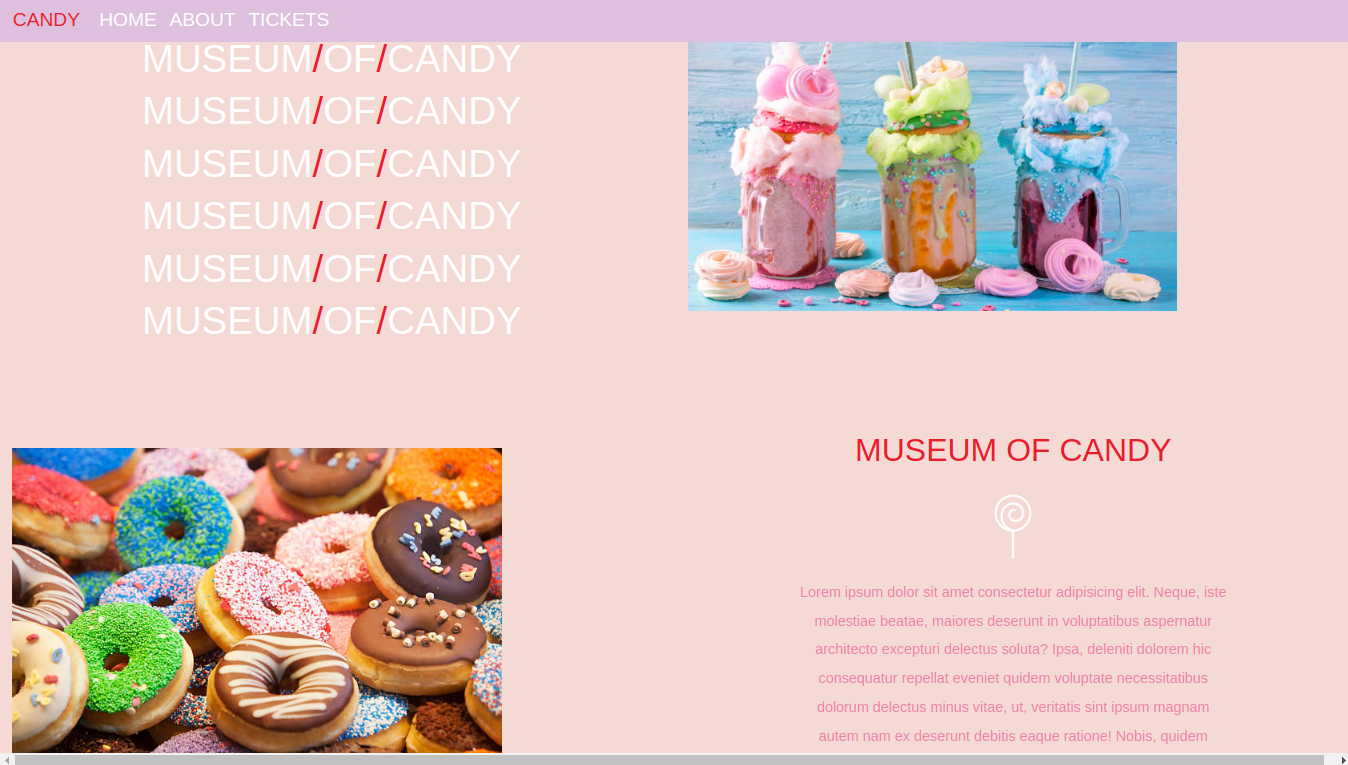 CANDY HOME ABOUT TICKETS
MUSEUM/OF/CANDY
MUSEUM/OF/CANDY
MUSEUM/OF/CANDY
MUSEUM/OF/CANDY
MUSEUM/OF/CANDY
MUSEUM/OF/CANDY
MUSEUM OF CANDY
Lorem ipsum dolor sit amet consectetur adipisicing elit. Neque, iste
molestiae beatae, maiores deserunt in voluptatibus aspernatur
architecto excepturi delectus soluta? Ipsa, deleniti dolorem hic
consequatur repellat eveniet quidem voluptate necessitatibus
dolorum delectus minus vitae, ut, veritatis sint ipsum magnam
autem nam ex deserunt debitis eaque ratione! Nobis, quidem